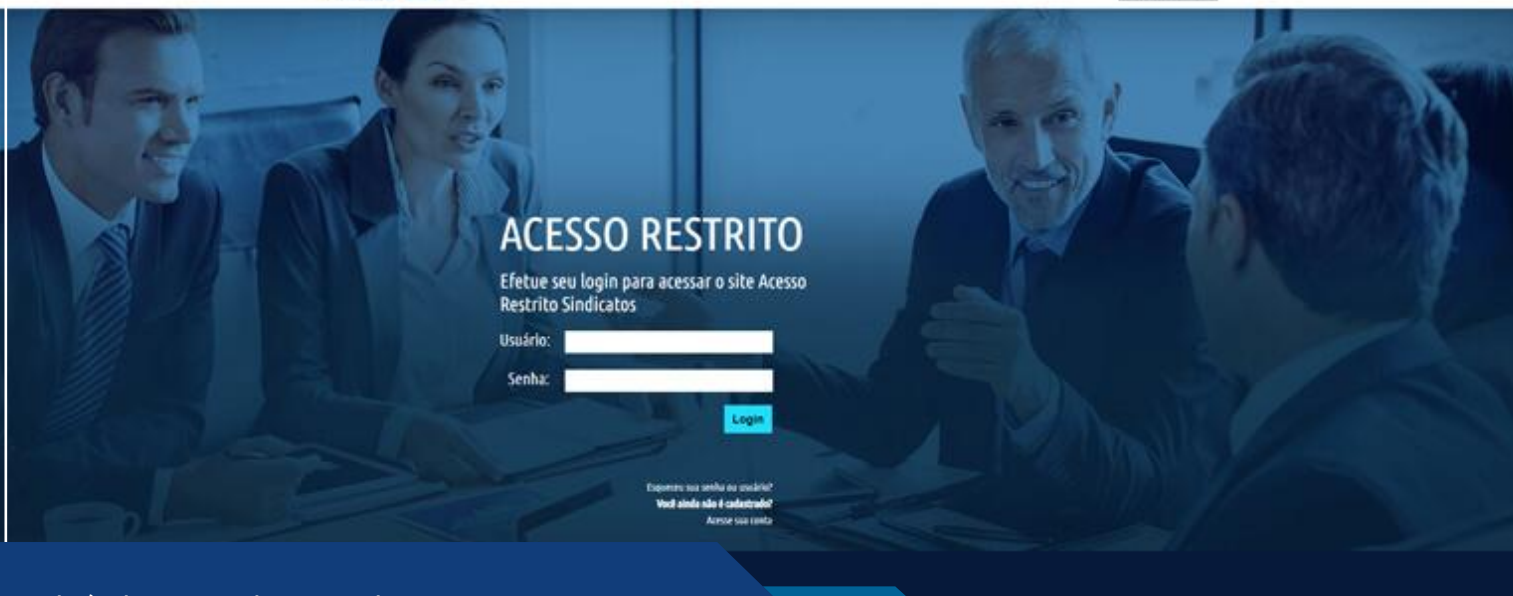 ACESSO RESTRITO
Efetue seu login para acessar o site Acesso
Restrito Sindicatos
Usuário:
Senha:
Login
Esqueceu sua senha ou usuário?
Você ainda não é cadastrado?
Acesse sua conta